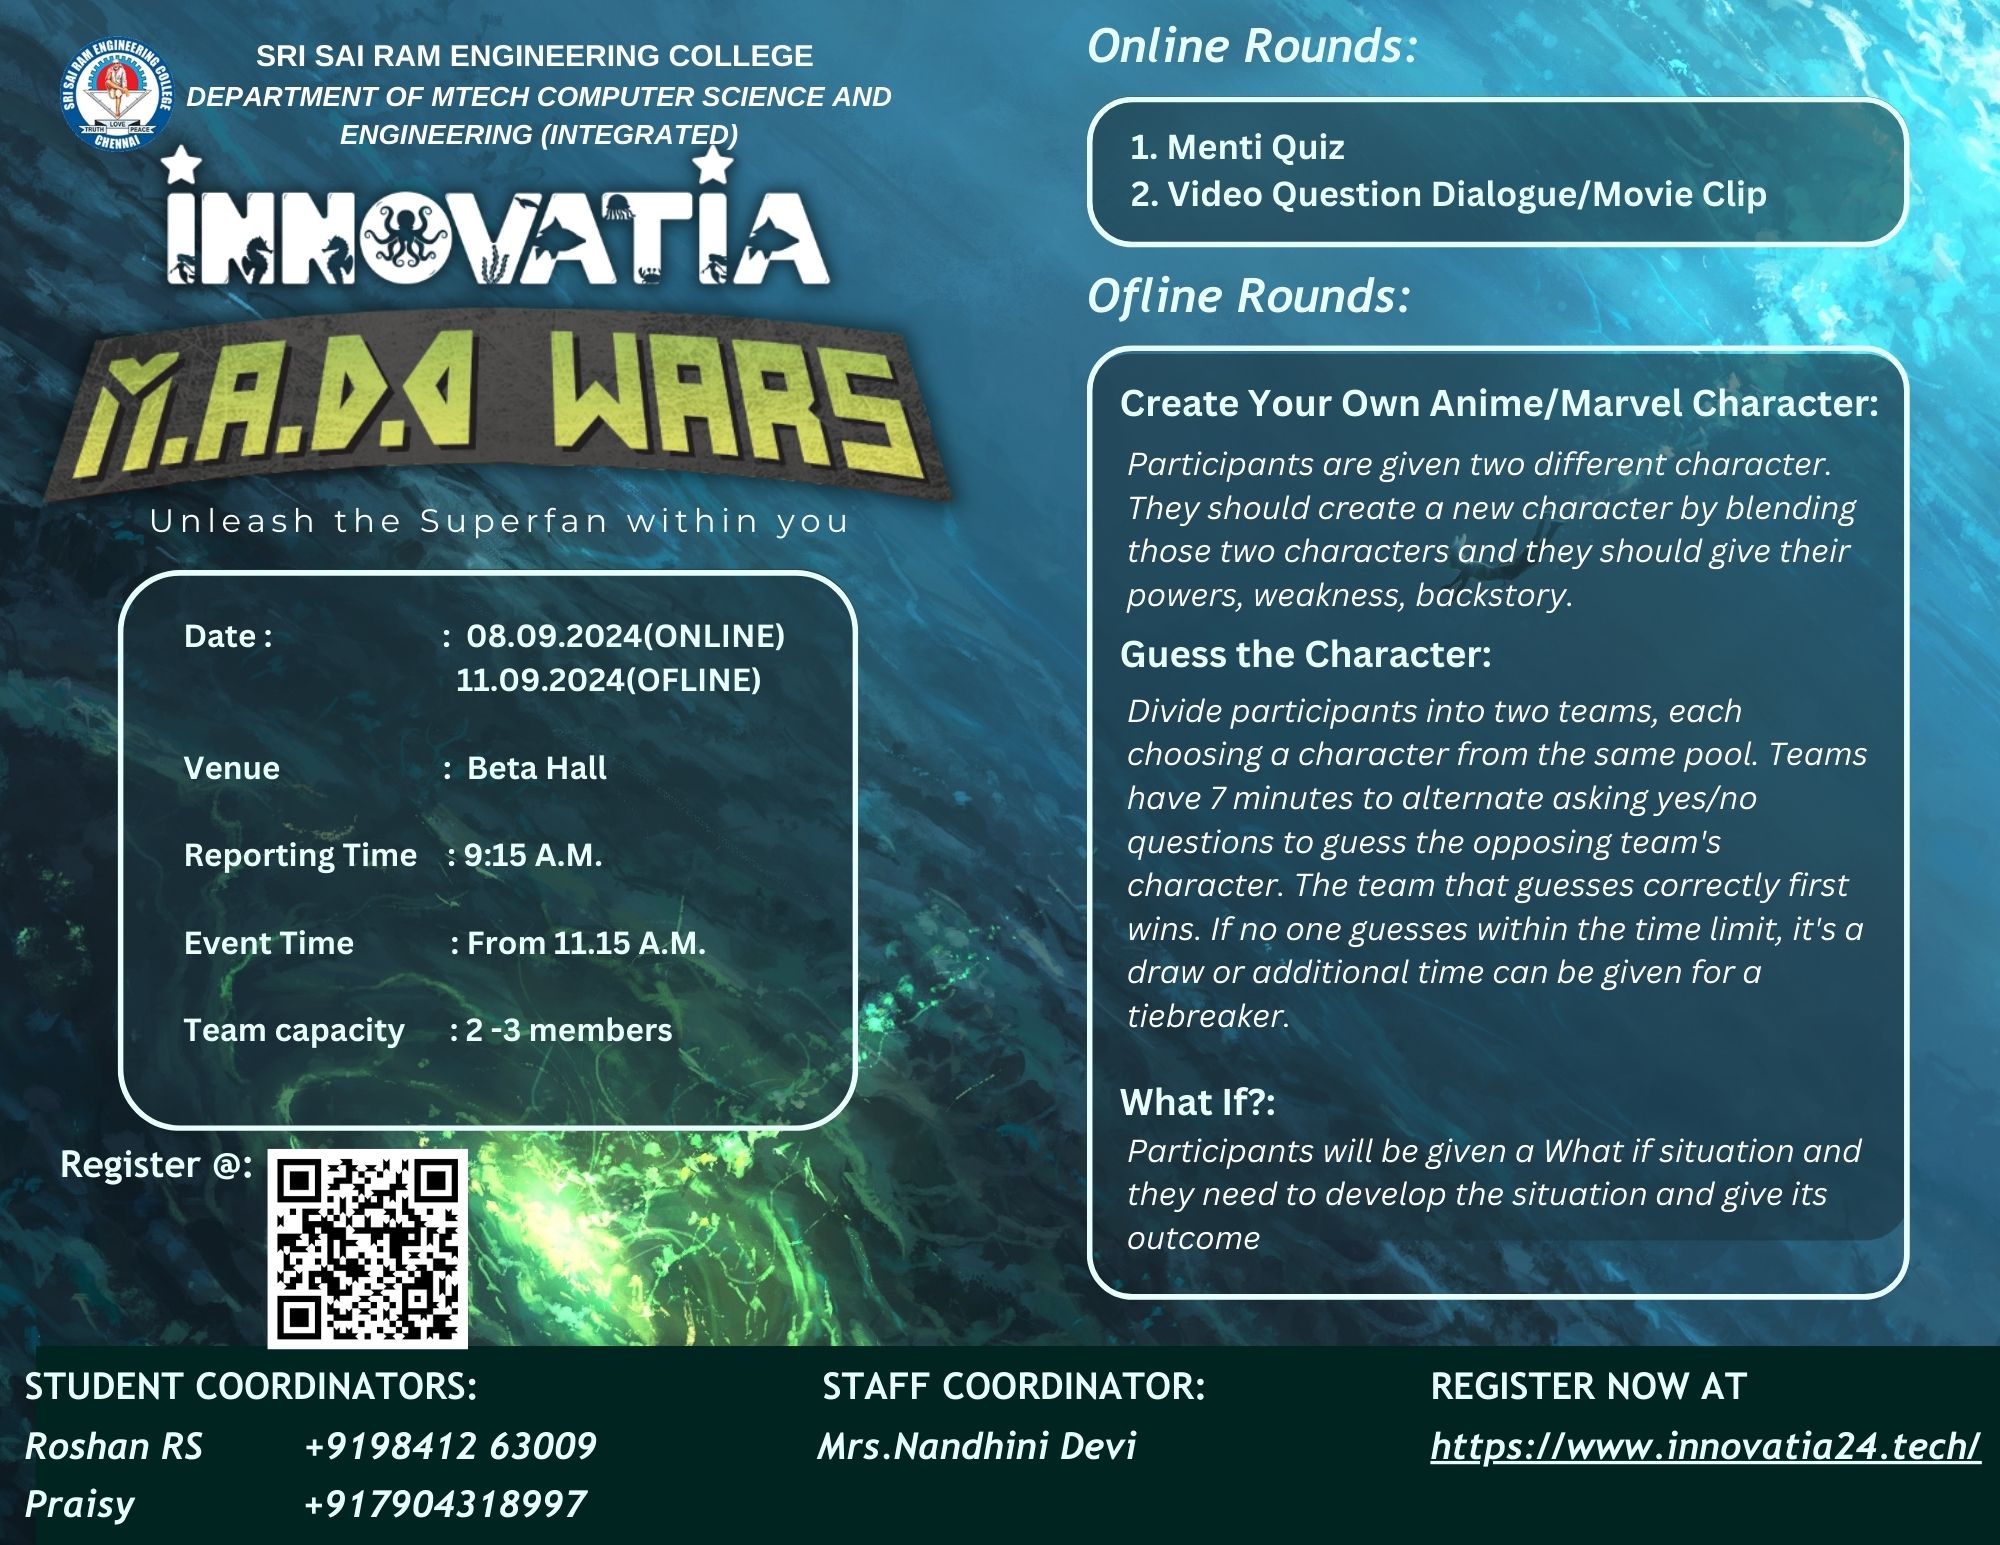 SRI SAI RAM ENGINEERING COLLEGE
DEPARTMENT OF MTECH COMPUTER SCIENCE AND
ENGINEERING (INTEGRATED)
SRI SAI RAM ENGINEERING COLLEGE
TRUTH LOVE PEACE
CHENNAI
INNOVATIA
M.A.D.D WARS
Unleash the Superfan within you
Date : : 08.09.2024(ONLINE)
11.09.2024(OFLINE)
Venue : Beta Hall
Reporting Time : 9:15 A.M.
Event Time : From 11.15 A.M.
Team capacity : 2 -3 members
Register @:
Online Rounds:
1. Menti Quiz
2. Video Question Dialogue/Movie Clip
Ofline Rounds:
Create Your Own Anime/Marvel Character:
Participants are given two different character.
They should create a new character by blending
those two characters and they should give their
powers, weakness, backstory.
Guess the Character:
Divide participants into two teams, each
choosing a character from the same pool. Teams
have 7 minutes to alternate asking yes/no
questions to guess the opposing team's
character. The team that guesses correctly first
wins. If no one guesses within the time limit, it's a
draw or additional time can be given for a
tiebreaker.
What If?:
Participants will be given a What if situation and
they need to develop the situation and give its
outcome
STUDENT COORDINATORS:
Roshan RS +9198412 63009
Praisy +917904318997
STAFF COORDINATOR:
Mrs.Nandhini Devi
REGISTER NOW AT
https://www.innovatia24.tech/